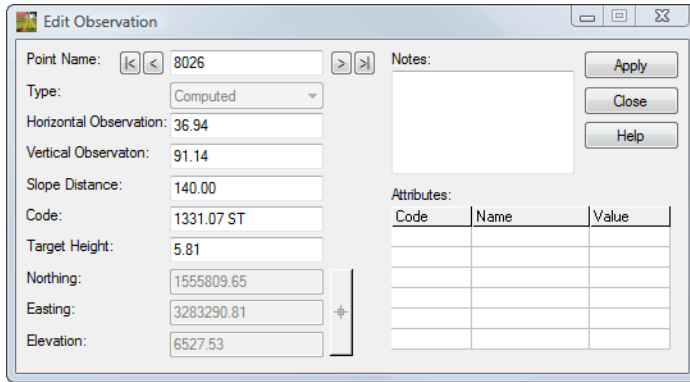 Edit Observation
Point Name: |< < 8026 > >|
Type: Computed
Horizontal Observation: 36.94
Vertical Observaton: 91.14
Slope Distance: 140.00
Code: 1331.07 ST
Target Height: 5.81
Northing: 1555809.65
Easting: 3283290.81
Elevation: 6527.53
Notes:
Apply
Close
Help
Attributes:
Code Name Value